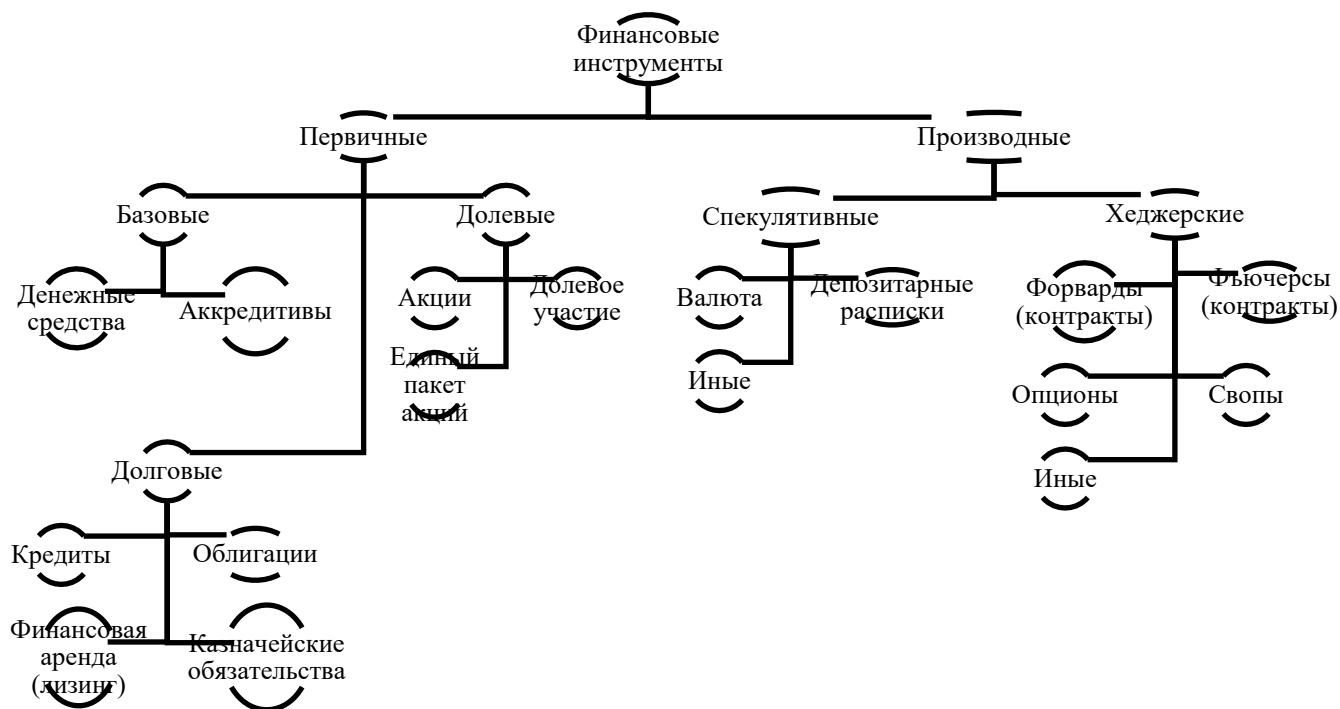 Финансовые
инструменты
Первичные
Производные
Базовые
Долевые
Спекулятивные
Хеджерские
Денежные
средства
Аккредитивы
Акции
Долевое
участие
Единый
пакет
акций
Валюта
Депозитарные
расписки
Иные
Форварды
(контракты)
Фъючерсы
(контракты)
Опционы
Свопы
Иные
Долговые
Кредиты
Облигации
Финансовая
аренда
(лизинг)
Казначейские
обязательства